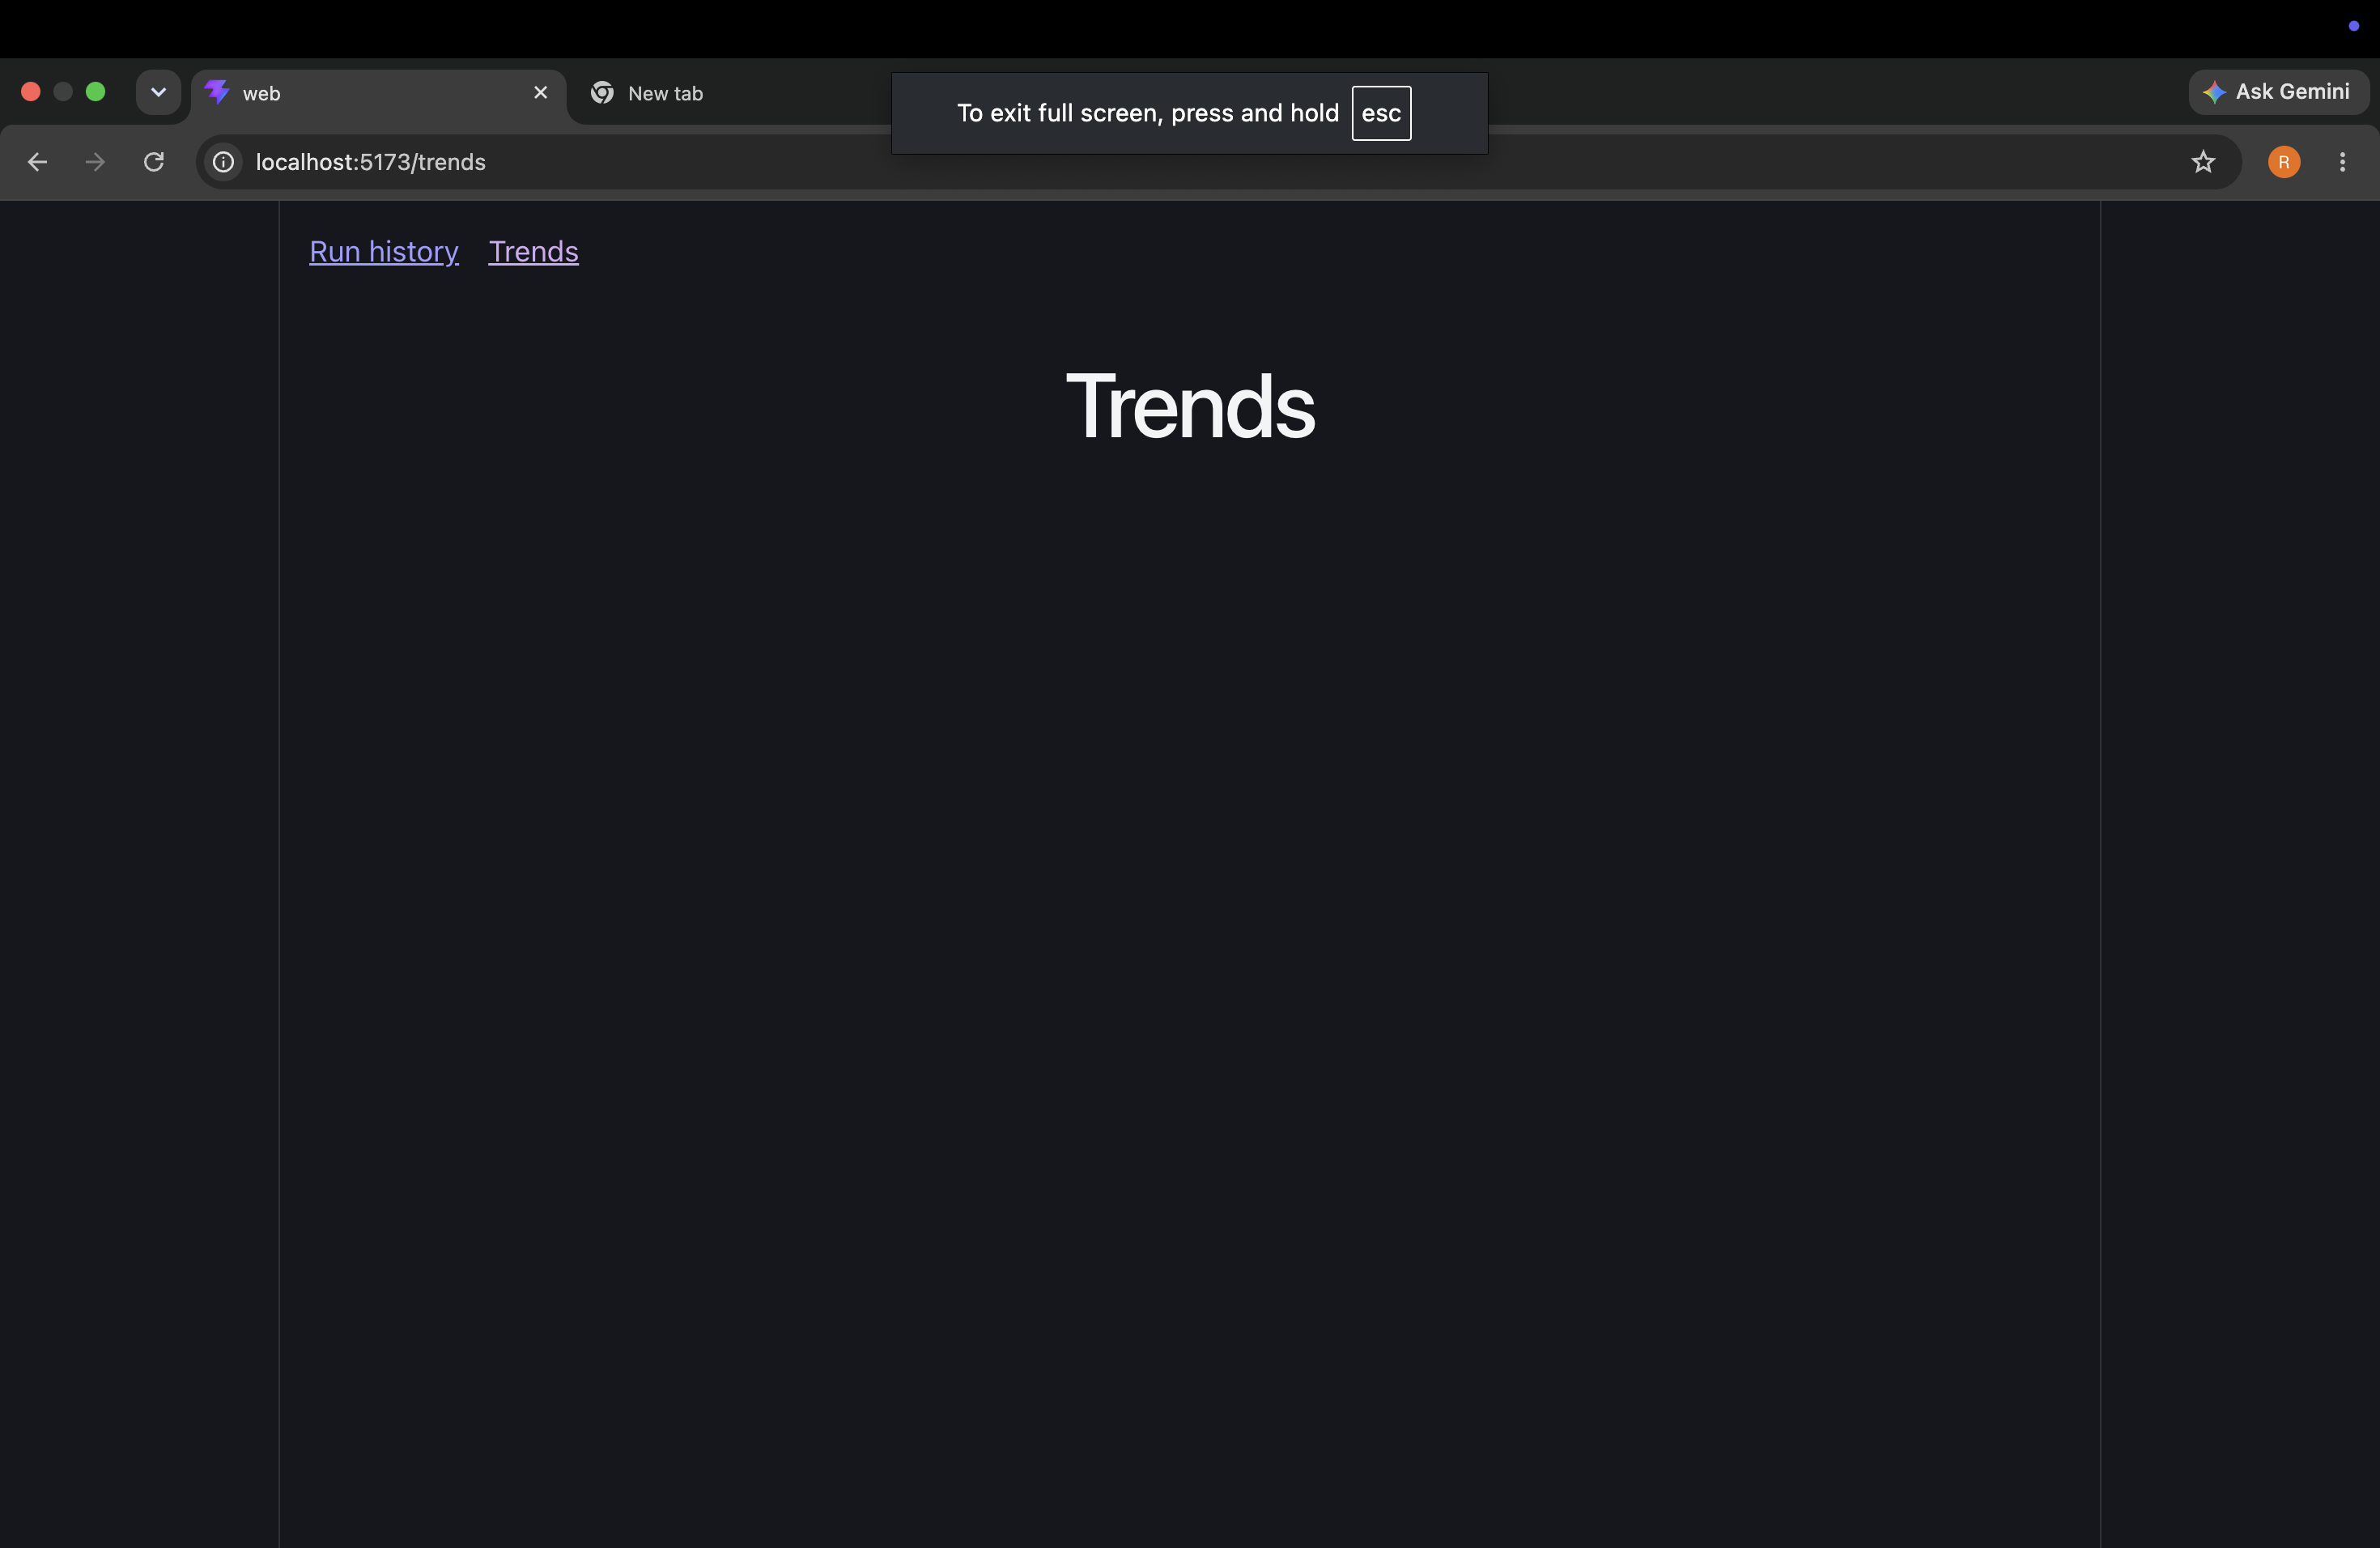 web
New tab
To exit full screen, press and hold esc
Ask Gemini
localhost:5173/trends
R
Run history Trends
Trends